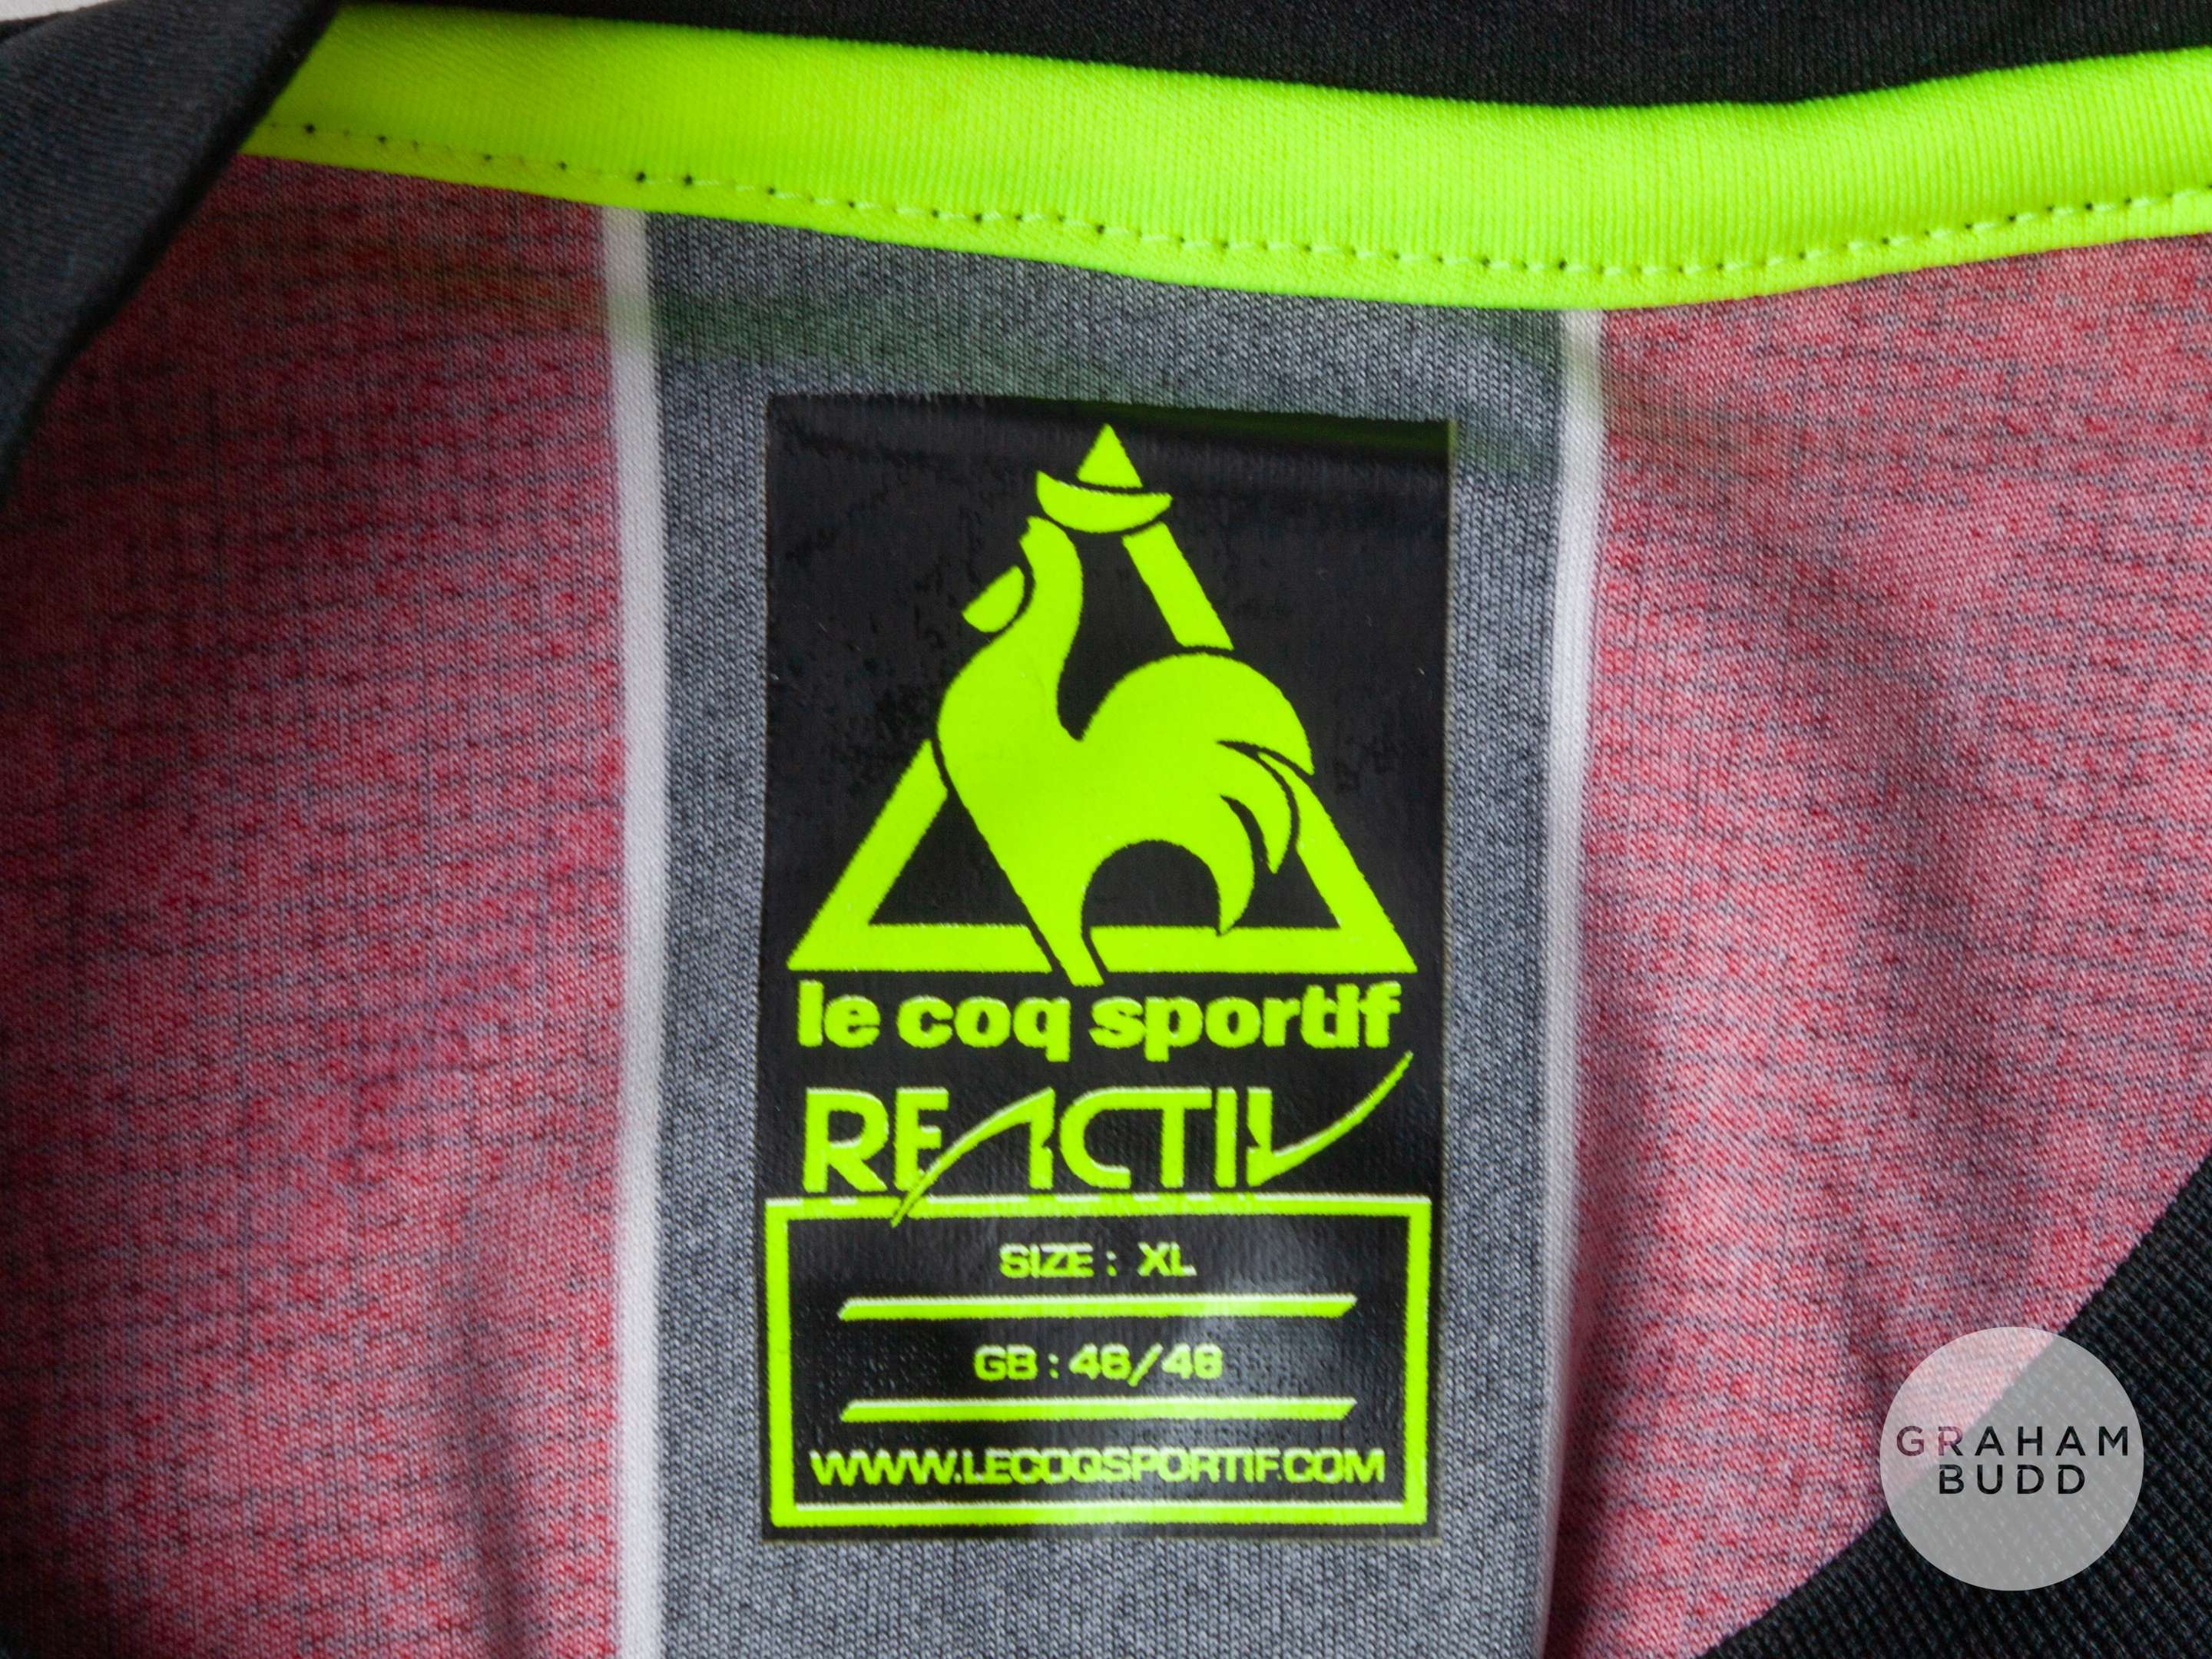 le coq sportif
REACTIV
SIZE : XL
GB : 46/48
WWW.LECOQSPORTIF.COM
GRAHAM
BUDD